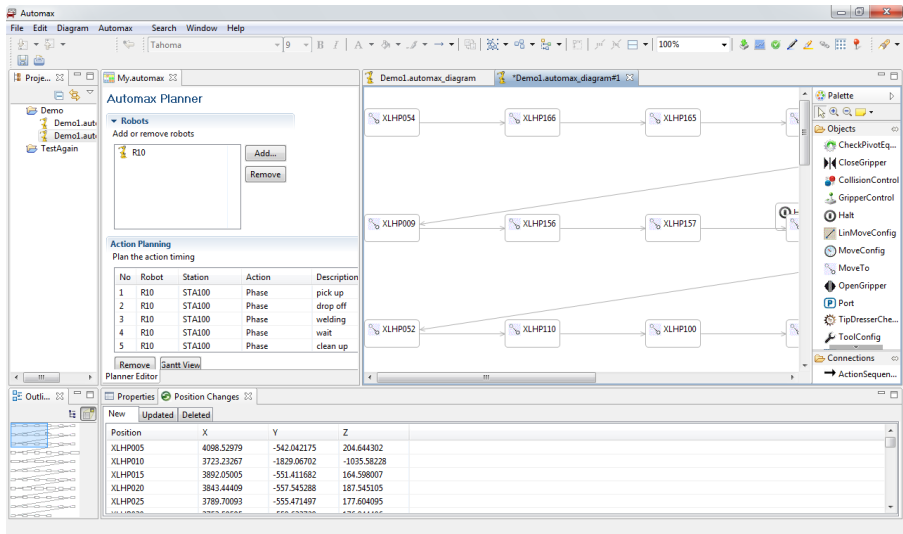 Automax
File Edit Diagram Automax Search Window Help
Tahoma 9 B I A 100%
Proje...
Demo
Demo1.aut
Demo1.aut
TestAgain
My.automax
Automax Planner
Robots
Add or remove robots
R10
Add...
Remove
Action Planning
Plan the action timing
No Robot Station Action Description
1 R10 STA100 Phase pick up
2 R10 STA100 Phase drop off
3 R10 STA100 Phase welding
4 R10 STA100 Phase wait
5 R10 STA100 Phase clean up
Remove Gantt View
Planner Editor
Demo1.automax_diagram *Demo1.automax_diagram#1
XLHP054 XLHP166 XLHP165
XLHP009 XLHP156 XLHP157
XLHP052 XLHP110 XLHP100
Palette
Objects
CheckPivotEq...
CloseGripper
CollisionControl
GripperControl
Halt
LinMoveConfig
MoveConfig
MoveTo
OpenGripper
Port
TipDresserChe...
ToolConfig
Connections
ActionSequen...
Outli...
Properties Position Changes
New Updated Deleted
Position X Y Z
XLHP005 4098.52979 -542.042175 204.644302
XLHP010 3723.23267 -1829.06702 -1035.58228
XLHP015 3892.05005 -551.411682 164.598007
XLHP020 3843.44409 -557.545288 187.545105
XLHP025 3789.70093 -555.471497 177.604095